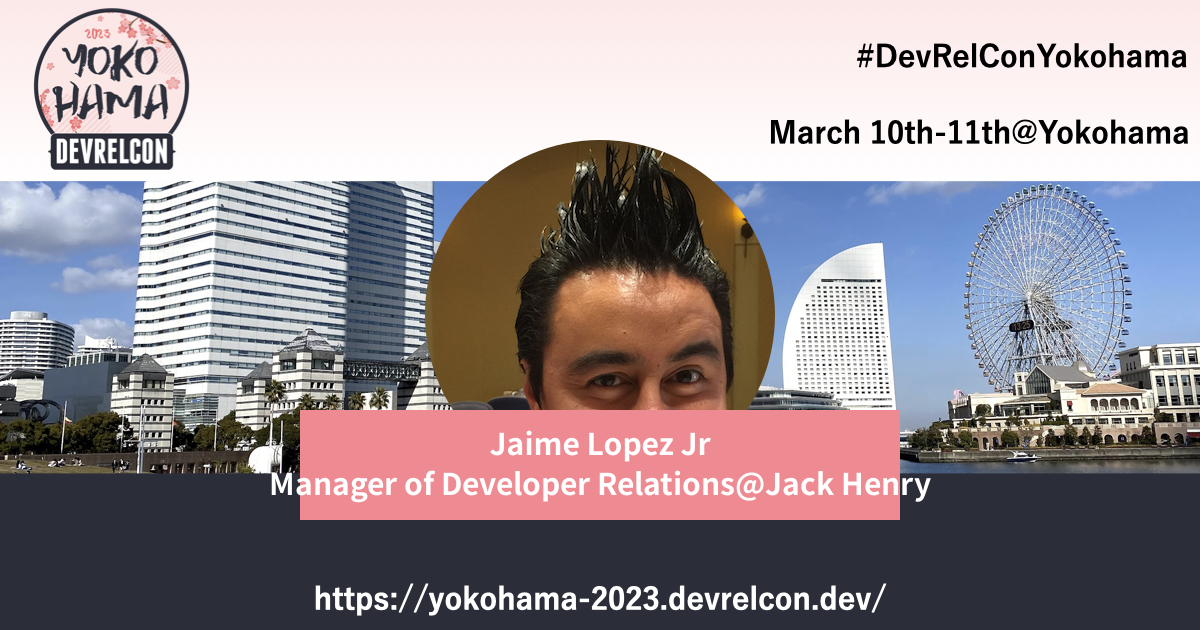 2023
YOKO
HAMA
DEVRELCON
#DevRelConYokohama
March 10th-11th@Yokohama
Jaime Lopez Jr
Manager of Developer Relations@Jack Henry
https://yokohama-2023.devrelcon.dev/